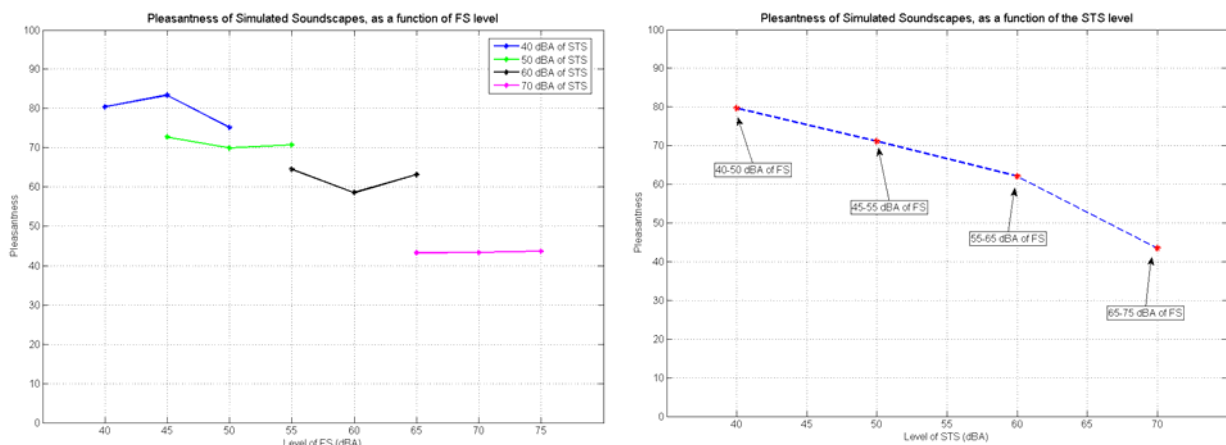 Pleasantness of Simulated Soundscapes, as a function of FS level
100
90
80
70
60
50
40
30
20
10
0
Pleasantness
40 dBA of STS
50 dBA of STS
60 dBA of STS
70 dBA of STS
40 45 50 55 60 65 70 75
Level of FS (dBA)
Plesantness of Simulated Soundscapes, as a function of the STS level
100
90
80
70
60
50
40
30
20
10
0
Pleasantness
40-50 dBA of FS
45-55 dBA of FS
55-65 dBA of FS
65-75 dBA of FS
40 50 60 70
Level of STS (dBA)